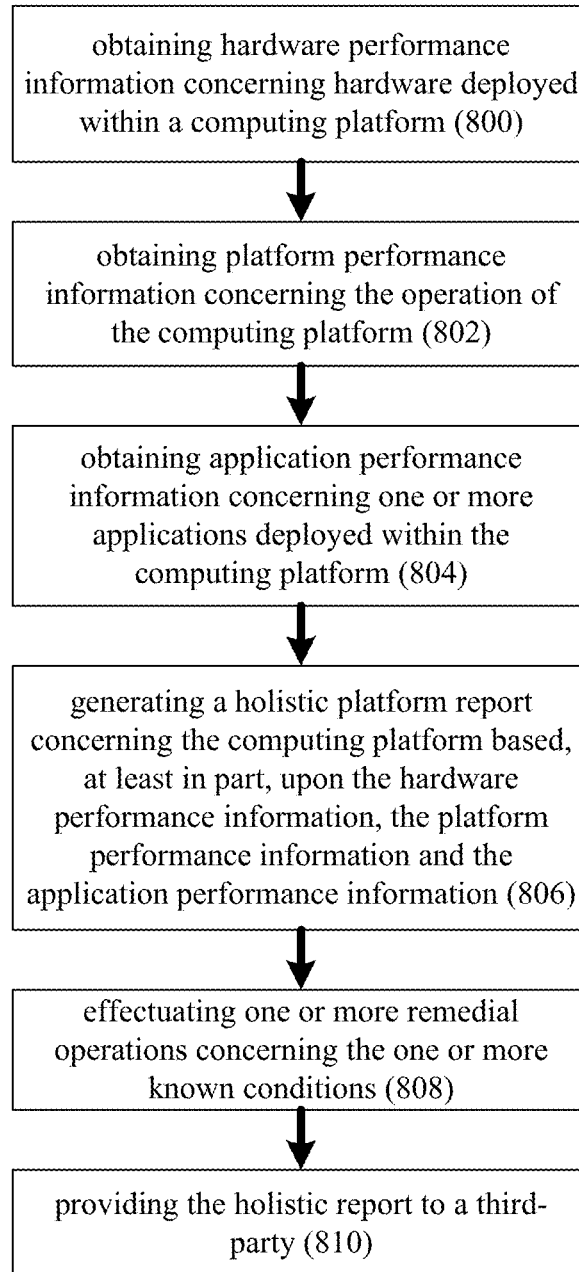 obtaining hardware performance
information concerning hardware deployed
within a computing platform (800)
obtaining platform performance
information concerning the operation of
the computing platform (802)
obtaining application performance
information concerning one or more
applications deployed within the
computing platform (804)
generating a holistic platform report
concerning the computing platform based,
at least in part, upon the hardware
performance information, the platform
performance information and the
application performance information (806)
effectuating one or more remedial
operations concerning the one or more
known conditions (808)
providing the holistic report to a third-
party (810)